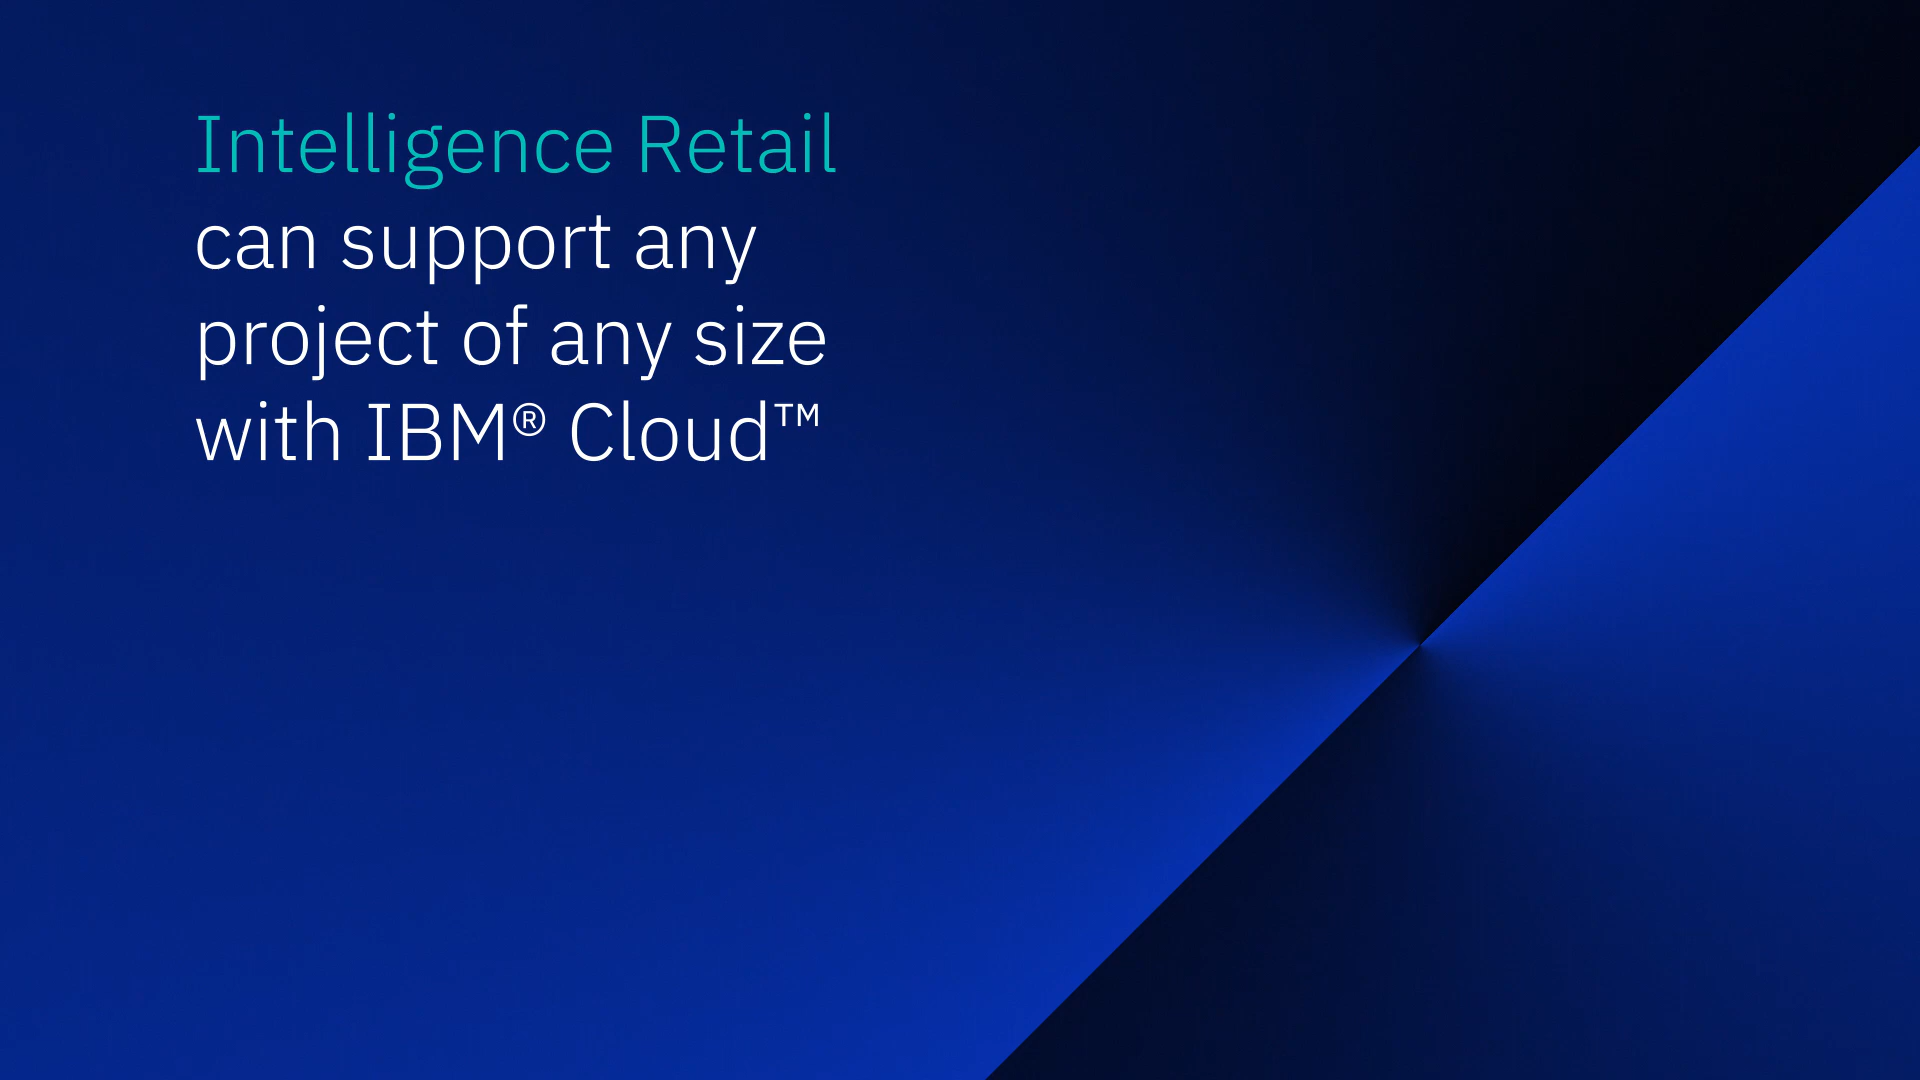 Intelligence Retail
can support any
project of any size
with IBM® Cloud™